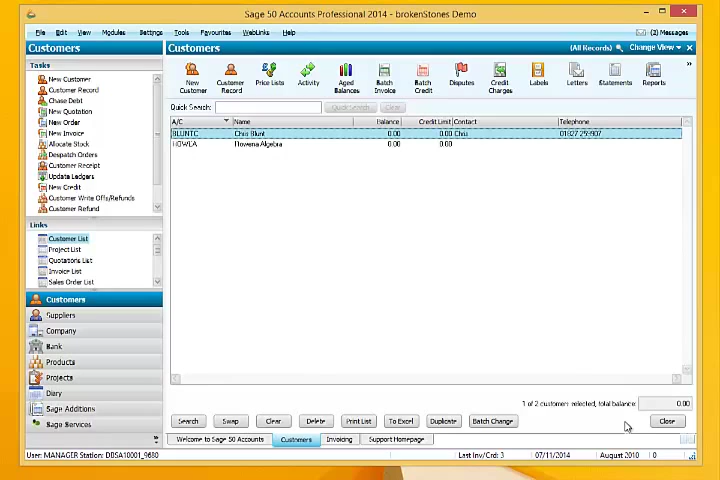 Sage 50 Accounts Professional 2014 - brokenStones Demo
File Edit View Modules Settings Tools Favourites WebLinks Help (2) Messages
Customers
Customers (All Records) Change View
Tasks
New Customer
Customer Record
Chase Debt
New Quotation
New Order
New Invoice
Allocate Stock
Despatch Orders
Customer Receipt
Update Ledgers
New Credit
Customer Write Offs/Refunds
Customer Refund
Links
Customer List
Project List
Quotations List
Invoice List
Sales Order List
Customers
Suppliers
Company
Bank
Products
Projects
Diary
Sage Additions
Sage Services
New Customer
Customer Record
Price Lists
Activity
Aged Balances
Batch Invoice
Batch Credit
Disputes
Credit Charges
Labels
Letters
Statements
Reports
Quick Search: Quick Search Clear
A/C Name Balance Credit Limit Contact Telephone
BLUNTC Chris Blunt 0.00 0.00 Chris
Rowena Algebra 0.00 0.00
1 of 2 customers selected, total balance: 0.00
Search Swap Clear Delete Print List To Excel Duplicate Batch Change Close
Welcome to Sage 50 Accounts Customers Invoicing Support Homepage
User: MANAGER Station: DBSA10001_9680 Last Inv/Crd: 3 07/11/2014 August 2010 0